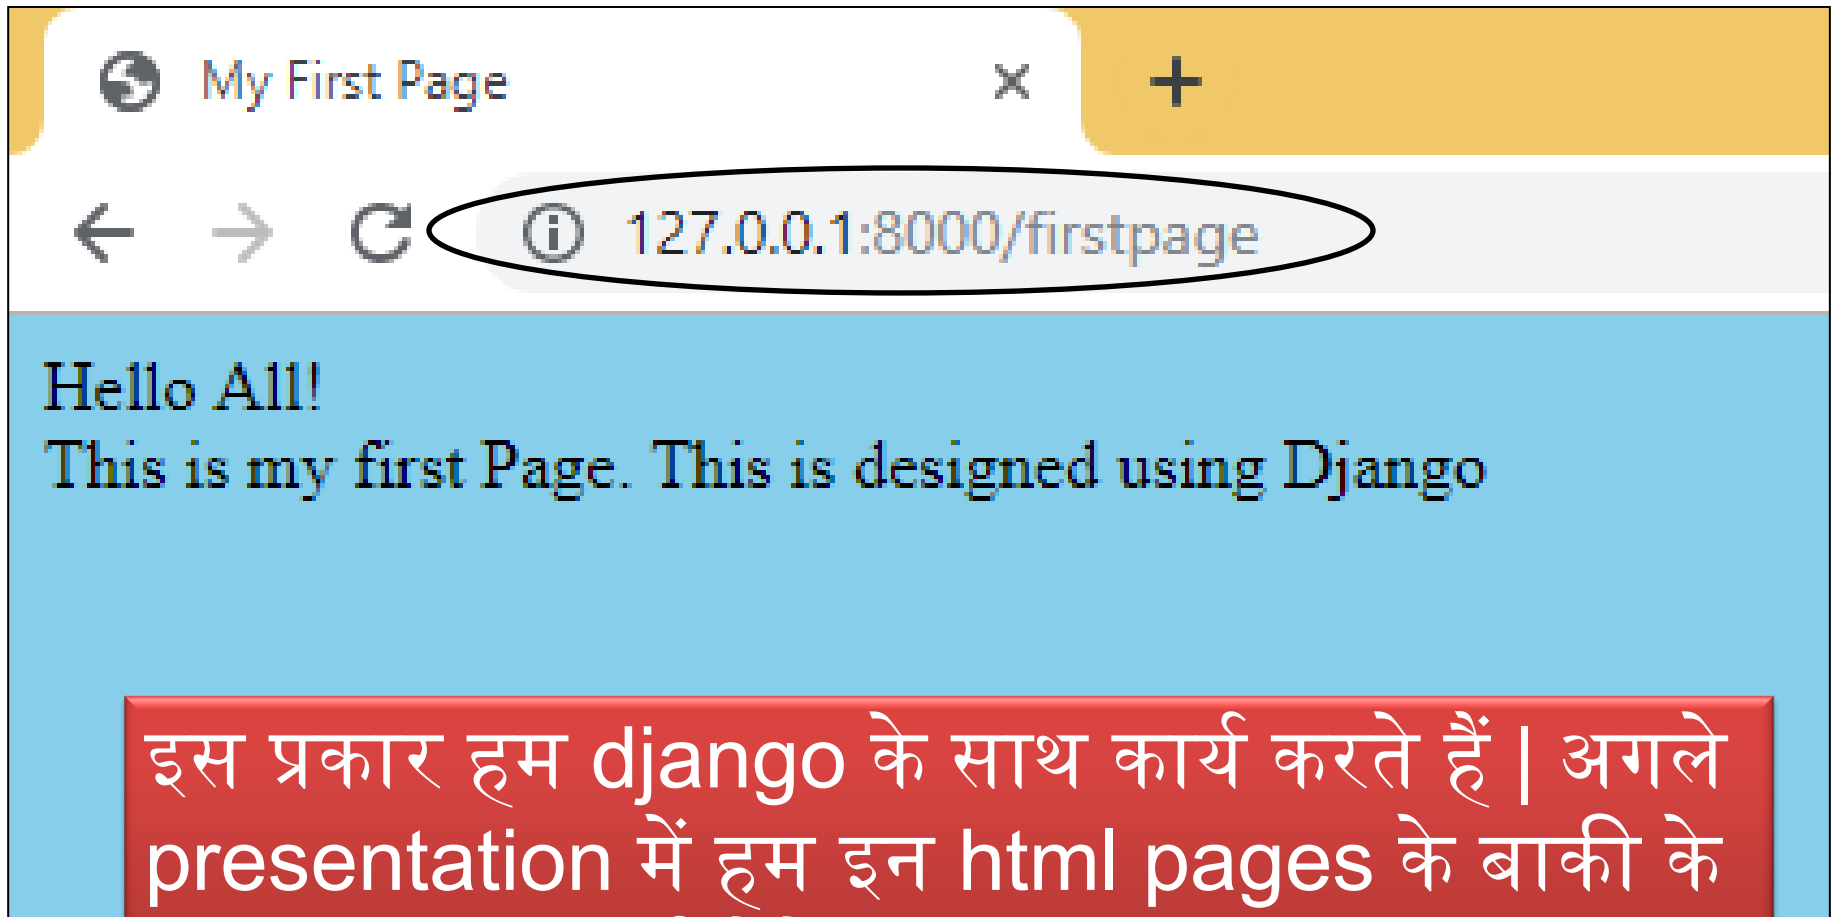 My First Page
127.0.0.1:8000/firstpage
Hello All!
This is my first Page. This is designed using Django
इस प्रकार हम django के साथ कार्य करते हैं | अगले
presentation में हम इन html pages के बाकी के